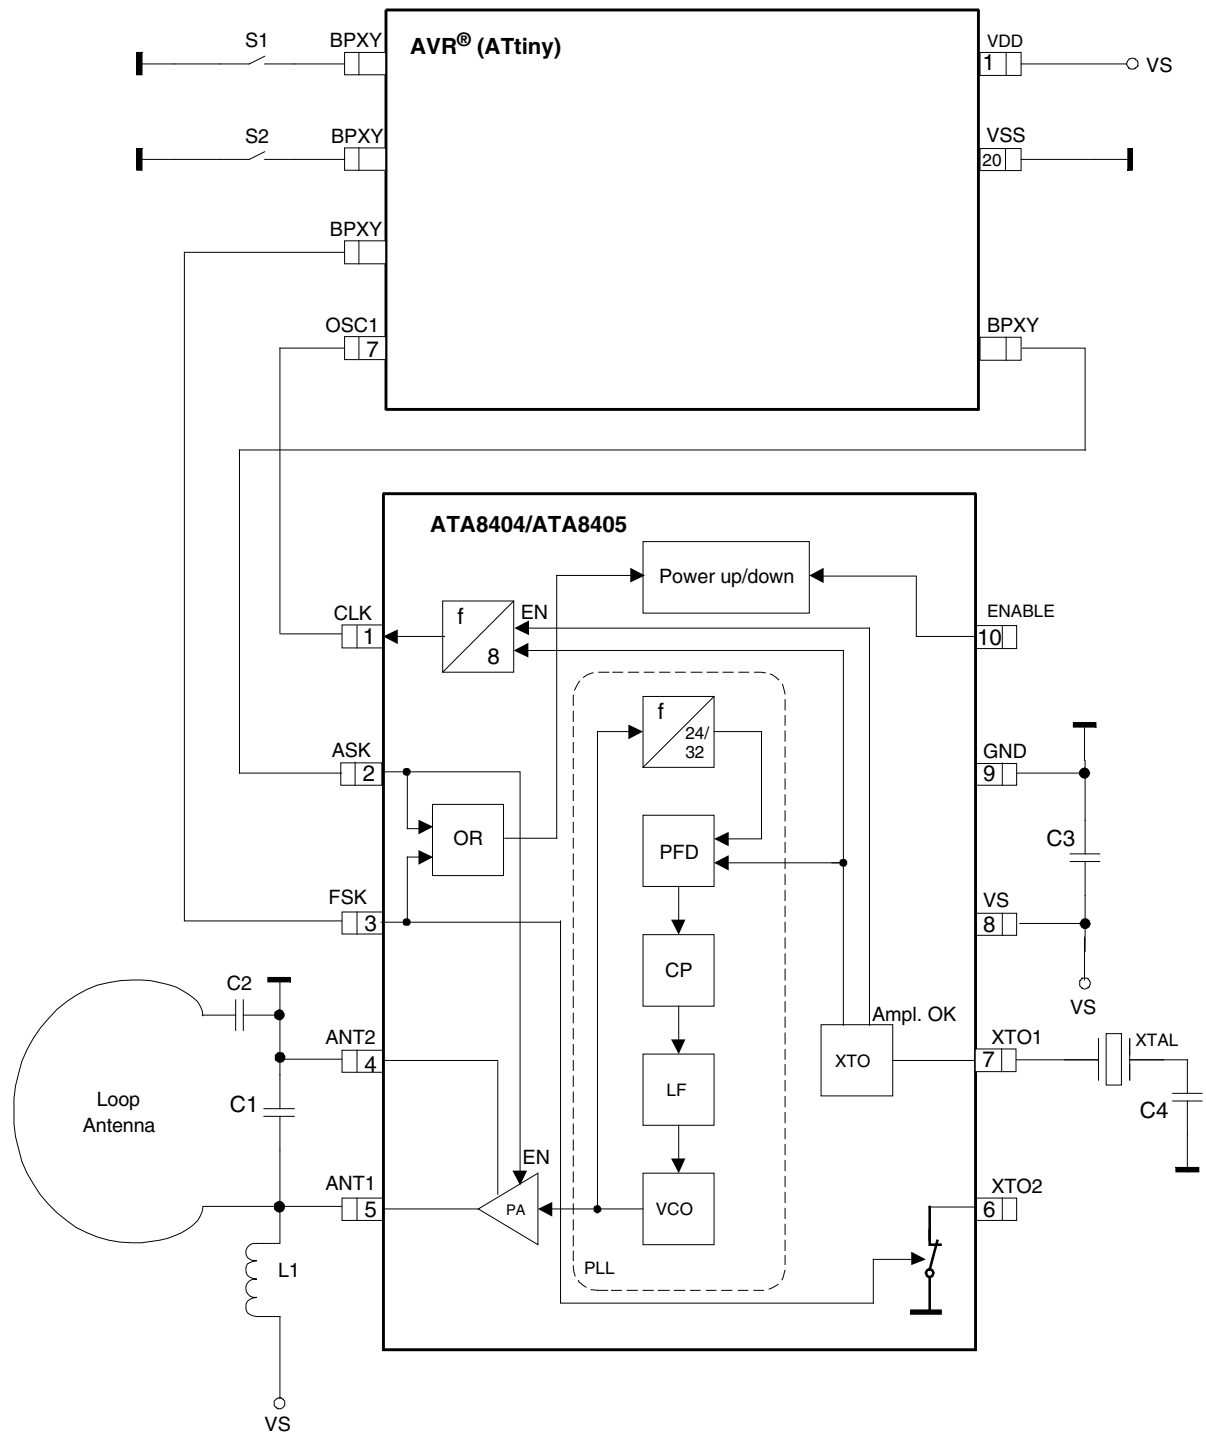 S1
BPXY
AVR® (ATtiny)
VDD
1
VS
S2
BPXY
VSS
20
BPXY
OSC1
7
BPXY
ATA8404/ATA8405
Power up/down
CLK
1
f
8
EN
ENABLE
10
f
24/
32
ASK
2
GND
9
OR
PFD
C3
FSK
3
VS
8
CP
C2
VS
Ampl. OK
ANT2
4
XTO
XTO1
7
XTAL
Loop
Antenna
C1
LF
C4
EN
ANT1
5
PA
VCO
XTO2
6
L1
PLL
VS